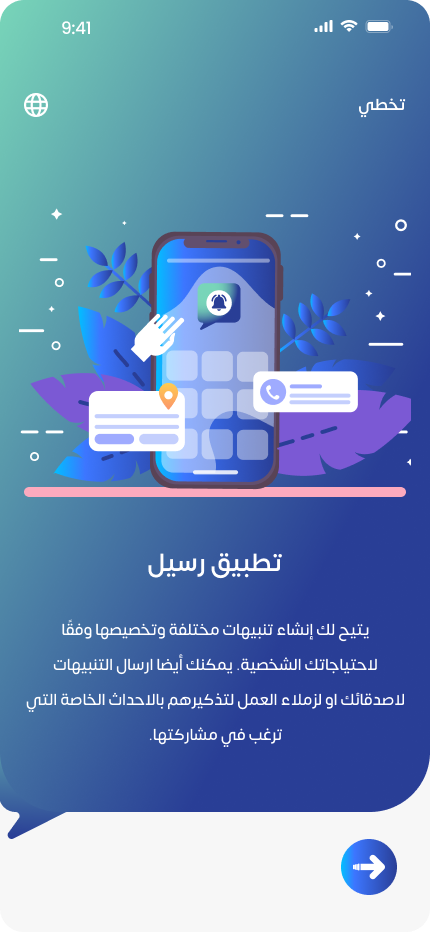 9:41
تخطي
تطبيق رسيل
يتيح لك إنشاء تنبيهات مختلفة وتخصيصها وفقًا
لاحتياجاتك الشخصية. يمكنك أيضا ارسال التنبيهات
لاصدقائك او لزملاء العمل لتذكيرهم بالاحداث الخاصة التي
ترغب في مشاركتها.